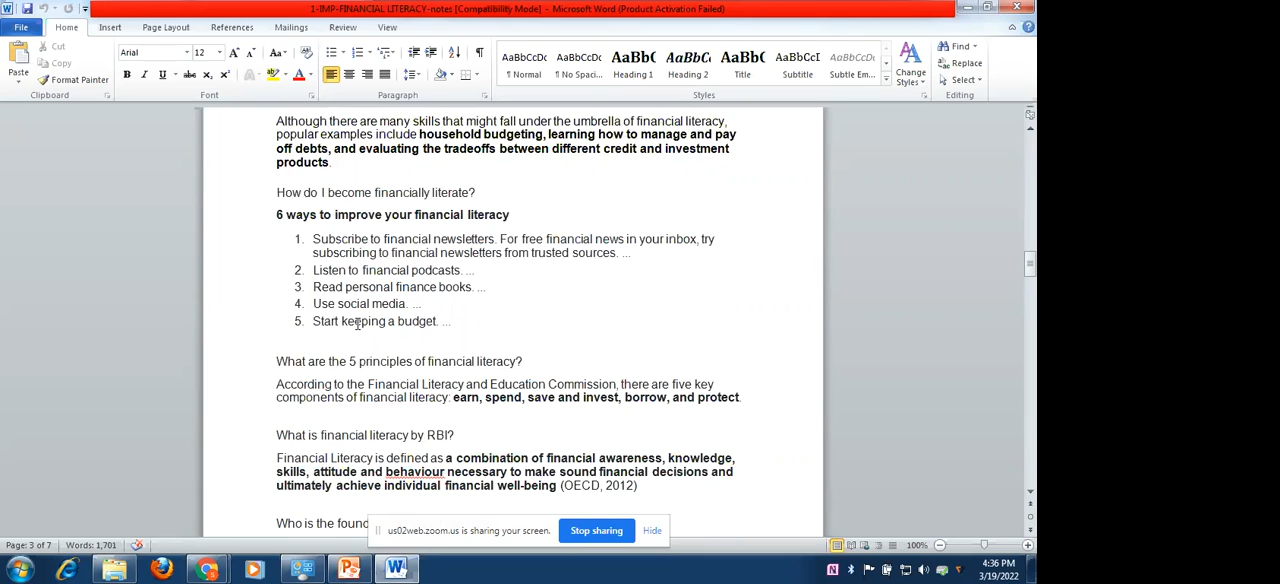 1-IMP-FINANCIAL LITERACY-notes [Compatibility Mode] - Microsoft Word (Product Activation Failed)
File Home Insert Page Layout References Mailings Review View
Cut
Copy
Format Painter
Paste
Arial 12
AaBbCcDc AaBbCcDc AaBbC AaBbCc AaBbC AaBbCcI AaBbCcDc
¶ Normal ¶ No Spaci... Heading 1 Heading 2 Title Subtitle Subtle Em...
Change Styles
Find
Replace
Select
Clipboard Font Paragraph Styles Editing
Although there are many skills that might fall under the umbrella of financial literacy,
popular examples include household budgeting, learning how to manage and pay
off debts, and evaluating the tradeoffs between different credit and investment
products.
How do I become financially literate?
6 ways to improve your financial literacy
1. Subscribe to financial newsletters. For free financial news in your inbox, try
subscribing to financial newsletters from trusted sources. ...
2. Listen to financial podcasts. ...
3. Read personal finance books. ...
4. Use social media. ...
5. Start keeping a budget. ...
What are the 5 principles of financial literacy?
According to the Financial Literacy and Education Commission, there are five key
components of financial literacy: earn, spend, save and invest, borrow, and protect.
What is financial literacy by RBI?
Financial Literacy is defined as a combination of financial awareness, knowledge,
skills, attitude and behaviour necessary to make sound financial decisions and
ultimately achieve individual financial well-being (OECD, 2012)
Who is the found
us02web.zoom.us is sharing your screen. Stop sharing Hide
Page: 3 of 7 Words: 1,701 100%
4:36 PM
3/19/2022